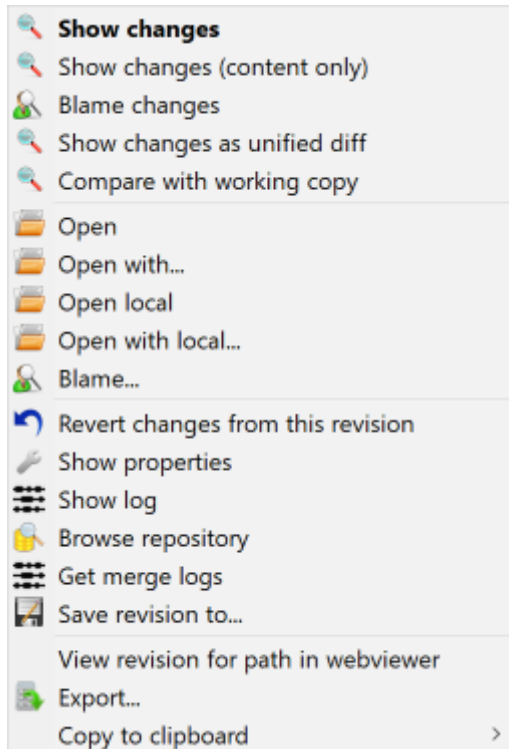 Show changes
Show changes (content only)
Blame changes
Show changes as unified diff
Compare with working copy
Open
Open with...
Open local
Open with local...
Blame...
Revert changes from this revision
Show properties
Show log
Browse repository
Get merge logs
Save revision to...
View revision for path in webviewer
Export...
Copy to clipboard